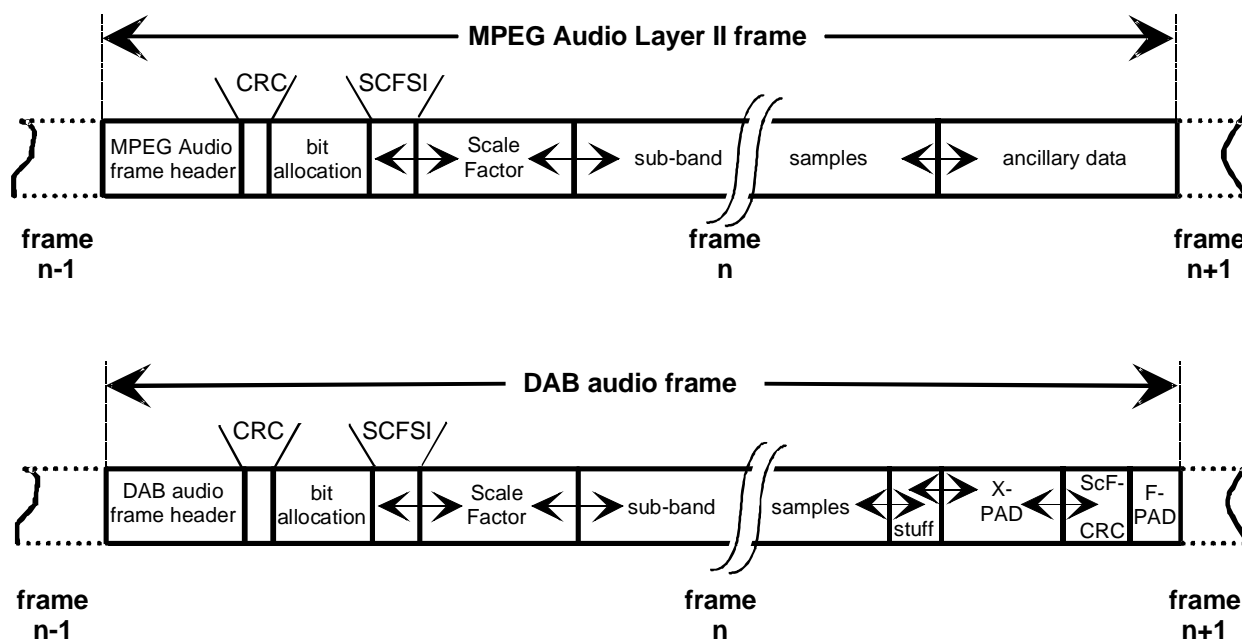 MPEG Audio Layer II frame
CRC
SCFSI
MPEG Audio
frame header
bit
allocation
Scale
Factor
sub-band
samples
ancillary data
frame
n-1
frame
n
frame
n+1
DAB audio frame
CRC
SCFSI
DAB audio
frame header
bit
allocation
Scale
Factor
sub-band
samples
stuff
X-
PAD
ScF-
CRC
F-
PAD
frame
n-1
frame
n
frame
n+1